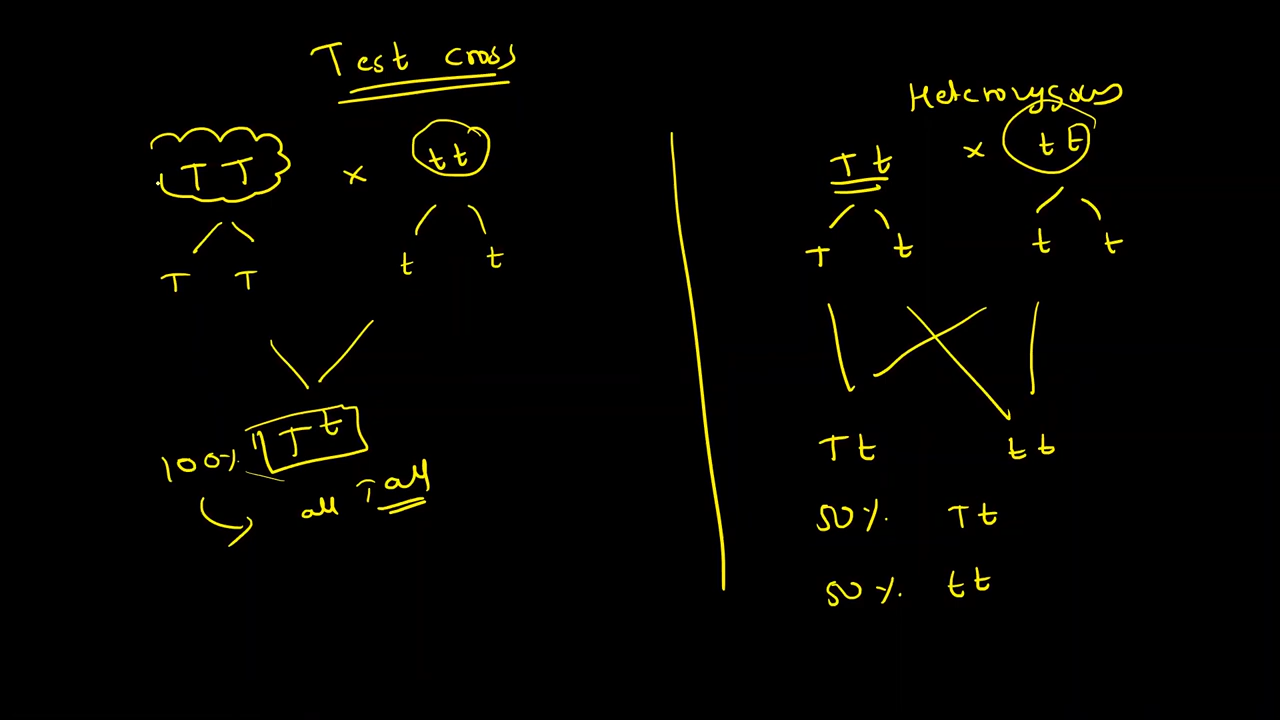 Test cross
TT × tt
T T t t
100% Tt
all Tall
Heterozygous
Tt × tt
T t t t
Tt tt
50% Tt
50% tt